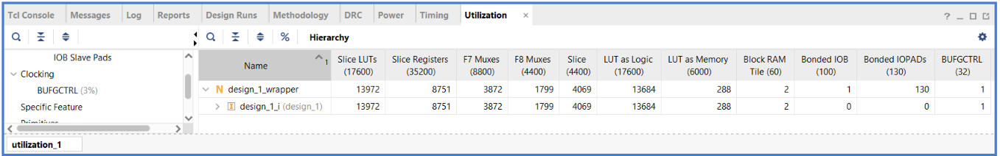 Tcl Console Messages Log Reports Design Runs Methodology DRC Power Timing Utilization × ? _
% Hierarchy
IOB Slave Pads
Clocking
BUFGCTRL (3%)
Specific Feature
Primitives
Name 1 Slice LUTs (17600) Slice Registers (35200) F7 Muxes (8800) F8 Muxes (4400) Slice (4400) LUT as Logic (17600) LUT as Memory (6000) Block RAM Tile (60) Bonded IOB (100) Bonded IOPADs (130) BUFGCTRL (32)
N design_1_wrapper 13972 8751 3872 1799 4069 13684 288 2 1 130 1
I design_1_i (design_1) 13972 8751 3872 1799 4069 13684 288 2 0 0 1
utilization_1